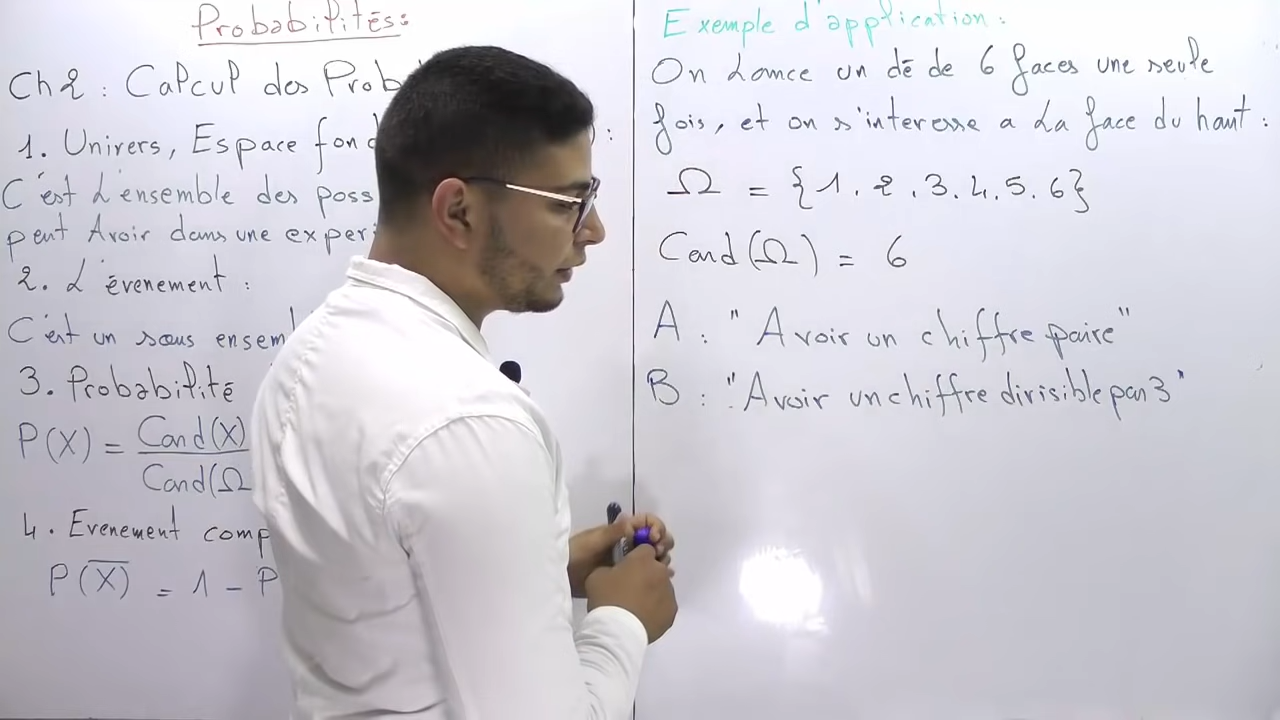 Probabilités:
Ch2 : Calcul des Prob
1. Univers, Espace fon
C'est L'ensemble des poss
peut Avoir dans une experi
2. L'évenement :
C'est un sous ensem
3. Probabilité
P(X) = Card(X)
Card(Ω
4. Evenement comp
P(X̅) = 1 - P
Exemple d'application :
On Lance un dé de 6 faces une seule
fois, et on s'interesse a La face du haut :
Ω = {1.2.3.4.5.6}
Card(Ω) = 6
A : "Avoir un chiffre paire"
B : "Avoir un chiffre divisible par 3"